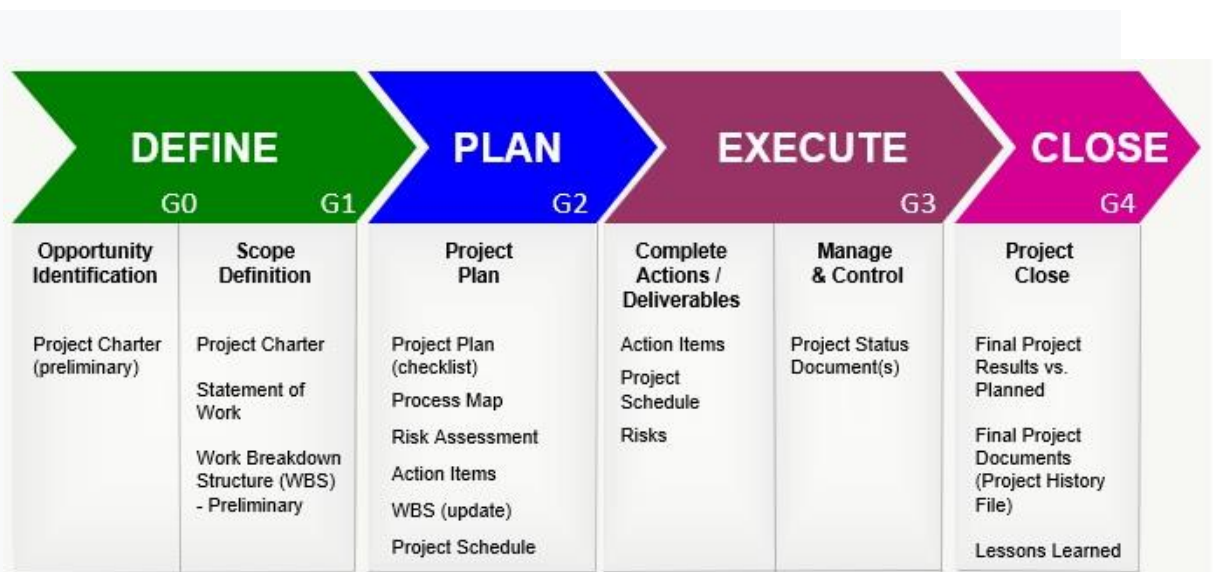 DEFINE
PLAN
EXECUTE
CLOSE
G0
G1
G2
G3
G4
Opportunity
Identification
Project Charter
(preliminary)
Scope
Definition
Project Charter
Statement of
Work
Work Breakdown
Structure (WBS)
- Preliminary
Project
Plan
Project Plan
(checklist)
Process Map
Risk Assessment
Action Items
WBS (update)
Project Schedule
Complete
Actions /
Deliverables
Action Items
Project
Schedule
Risks
Manage
& Control
Project Status
Document(s)
Project
Close
Final Project
Results vs.
Planned
Final Project
Documents
(Project History
File)
Lessons Learned